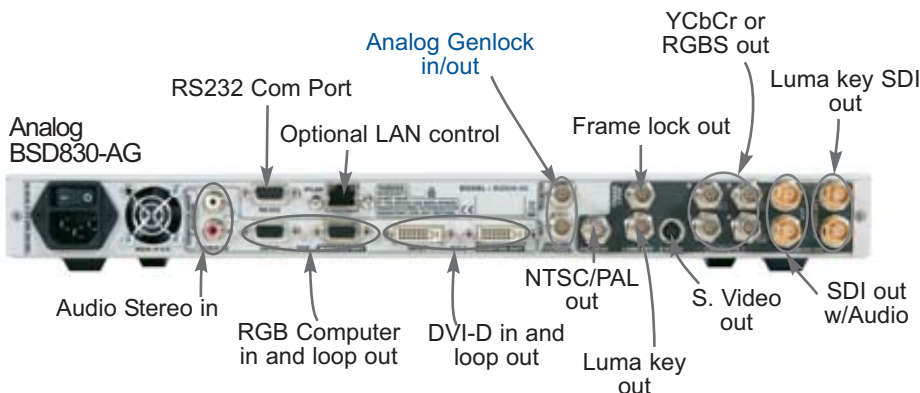 YCbCr or
RGBS out
Analog Genlock
in/out
Luma key SDI
out
RS232 Com Port
Optional LAN control
Frame lock out
Analog
BSD830-AG
NTSC/PAL
out
S. Video
out
SDI out
w/Audio
Audio Stereo in
RGB Computer
in and loop out
DVI-D in and
loop out
Luma key
out